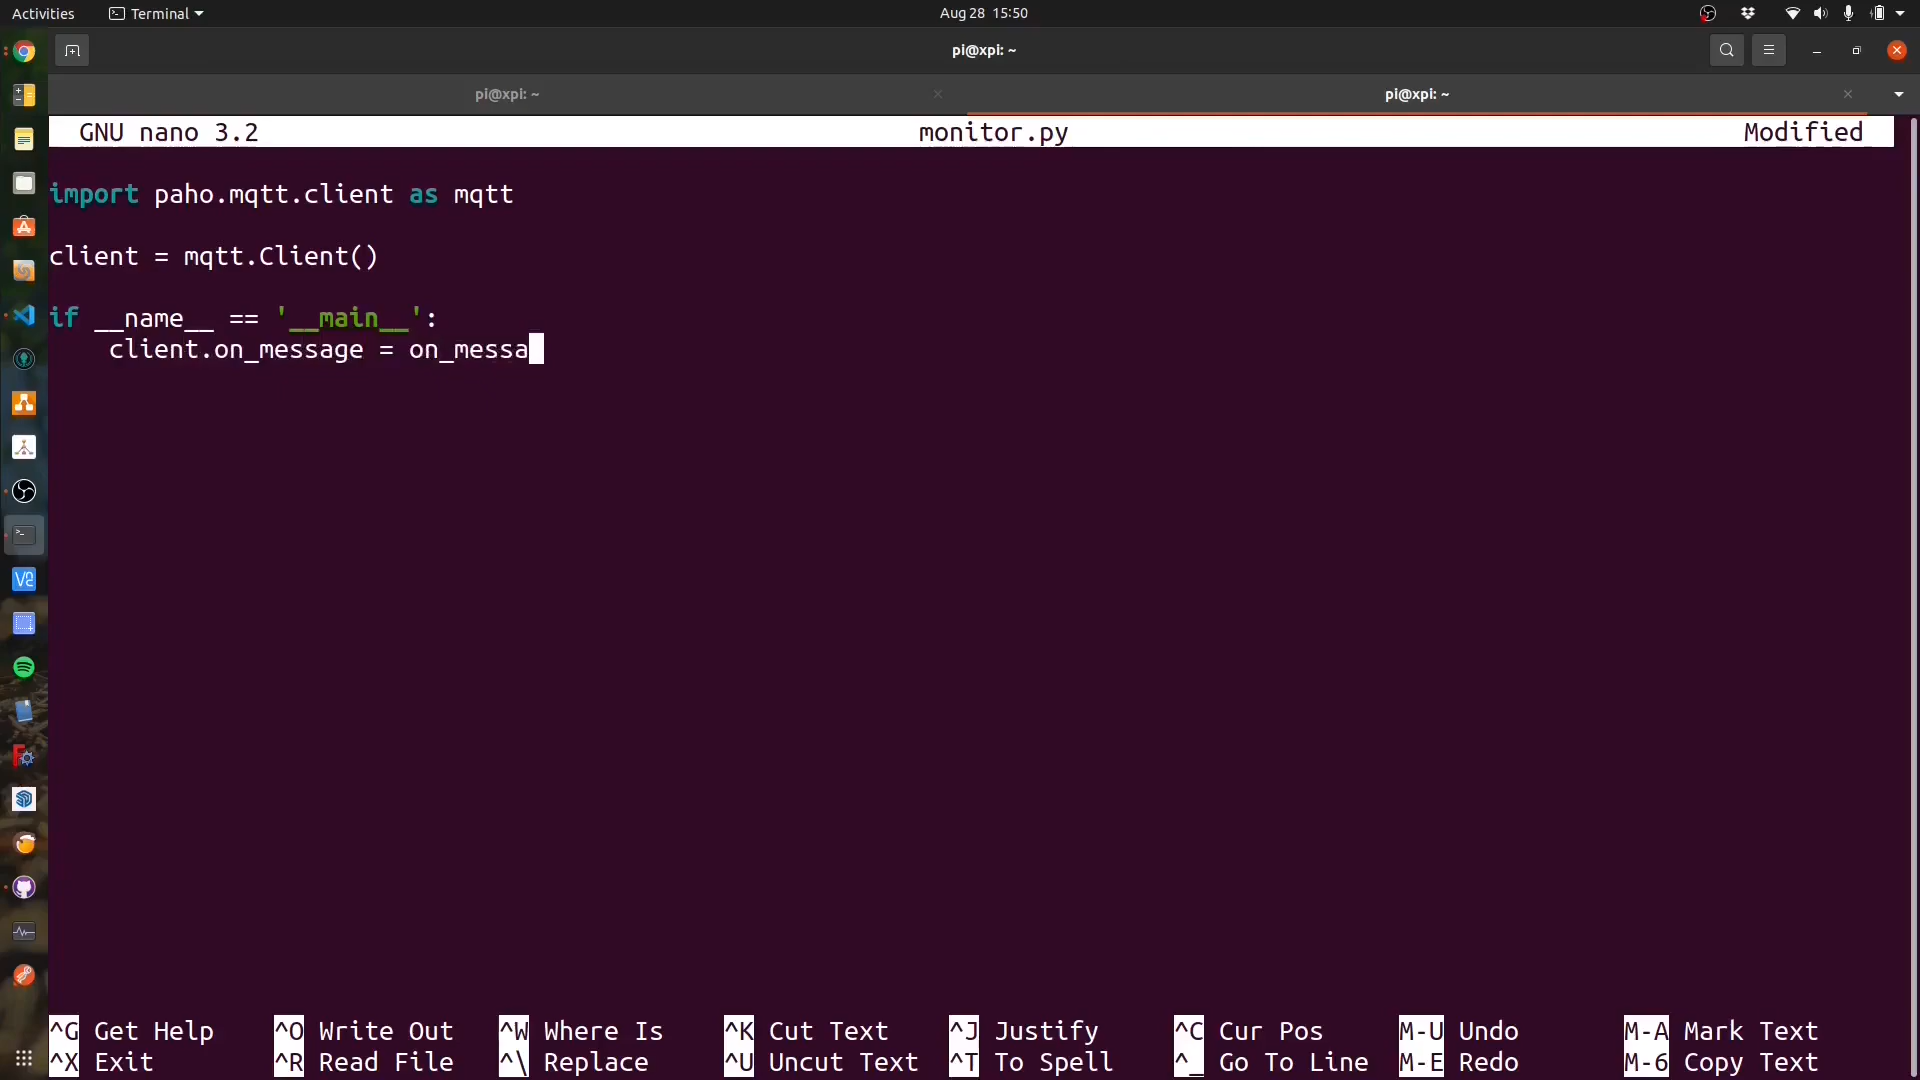 Activities Terminal Aug 28 15:50
pi@xpi: ~
pi@xpi: ~ pi@xpi: ~
GNU nano 3.2 monitor.py Modified
import paho.mqtt.client as mqtt
client = mqtt.Client()
if __name__ == '__main__':
    client.on_message = on_messa
^G Get Help ^O Write Out ^W Where Is ^K Cut Text ^J Justify ^C Cur Pos M-U Undo M-A Mark Text
^X Exit ^R Read File ^\ Replace ^U Uncut Text ^T To Spell ^_ Go To Line M-E Redo M-6 Copy Text